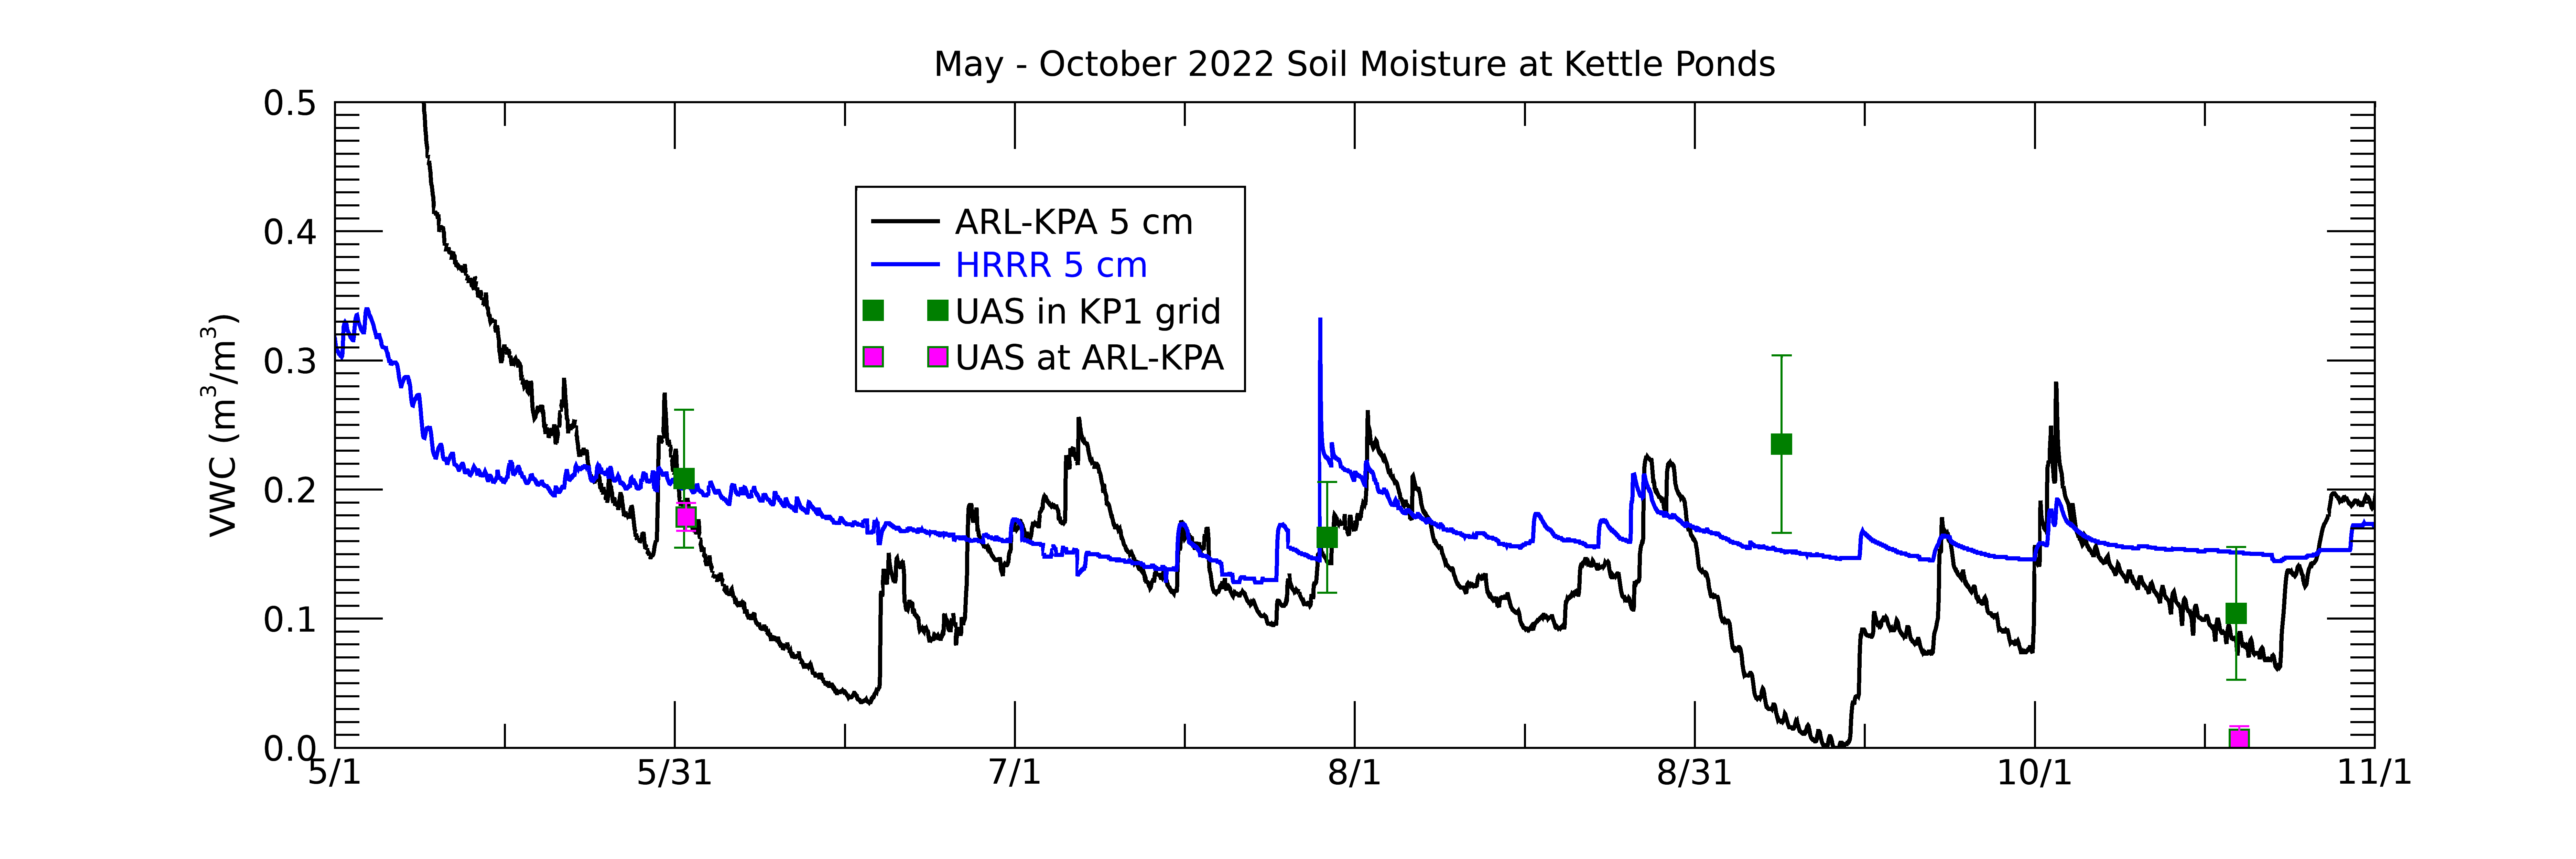 May - October 2022 Soil Moisture at Kettle Ponds
0.5
0.4
0.3
0.2
0.1
0.0
VWC (m³/m³)
ARL-KPA 5 cm
HRRR 5 cm
UAS in KP1 grid
UAS at ARL-KPA
5/1 5/31 7/1 8/1 8/31 10/1 11/1